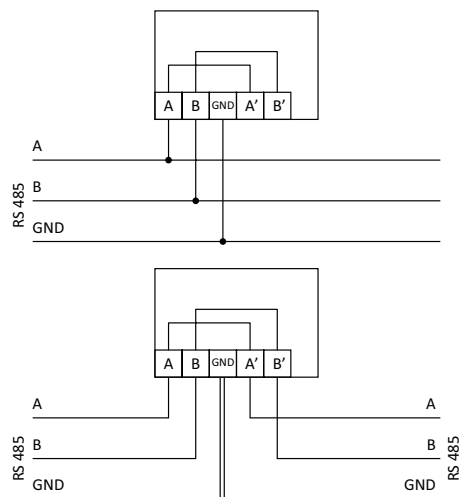 A B GND A’ B’
A
B
GND
RS 485
A B GND A’ B’
A A
B B
GND GND
RS 485 RS 485